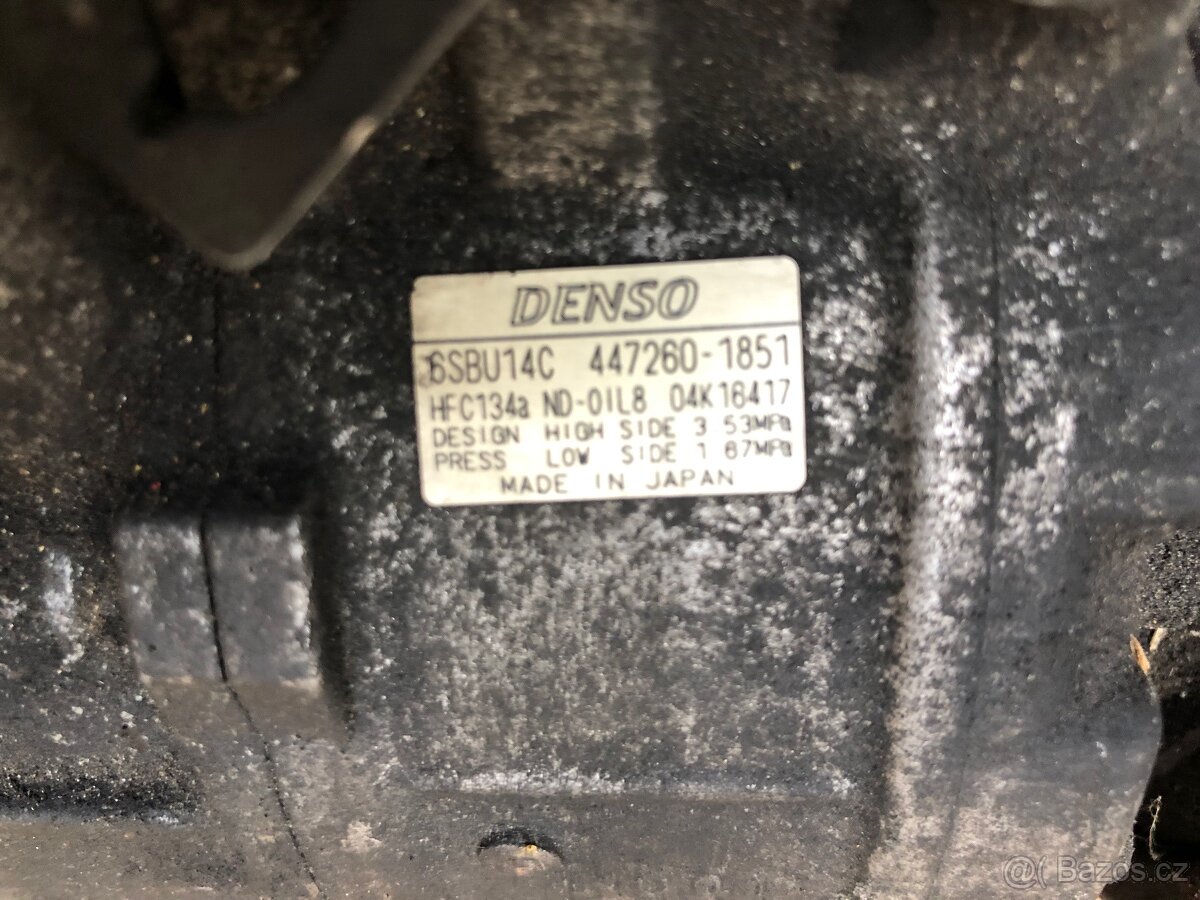 DENSO
6SBU14C 447260-1851
HFC134a ND-OIL8 04K16417
DESIGN HIGH SIDE 3 53MPa
PRESS LOW SIDE 1 87MPa
MADE IN JAPAN
@( Bazos.cz